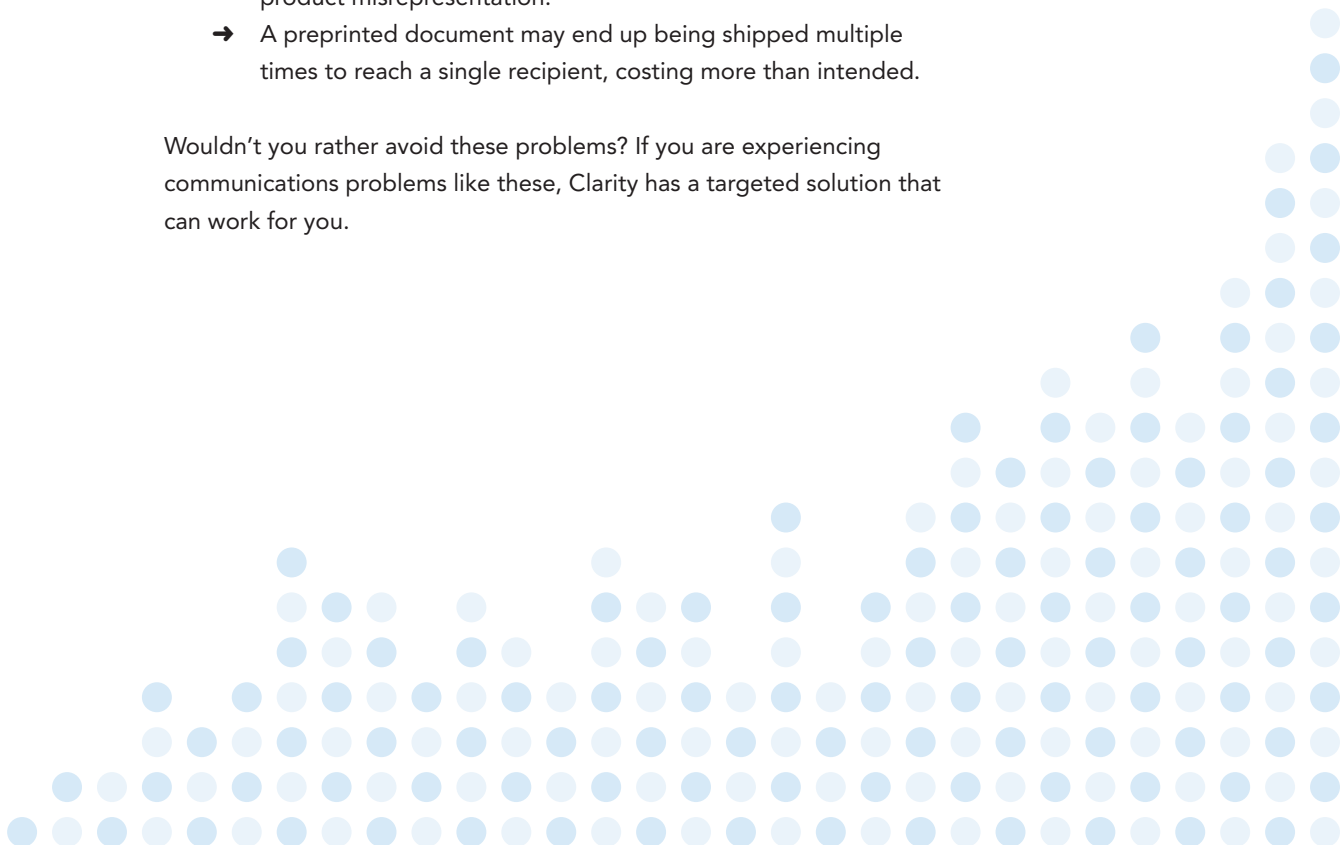 product misrepresentation.
➜ A preprinted document may end up being shipped multiple
times to reach a single recipient, costing more than intended.
Wouldn’t you rather avoid these problems? If you are experiencing
communications problems like these, Clarity has a targeted solution that
can work for you.